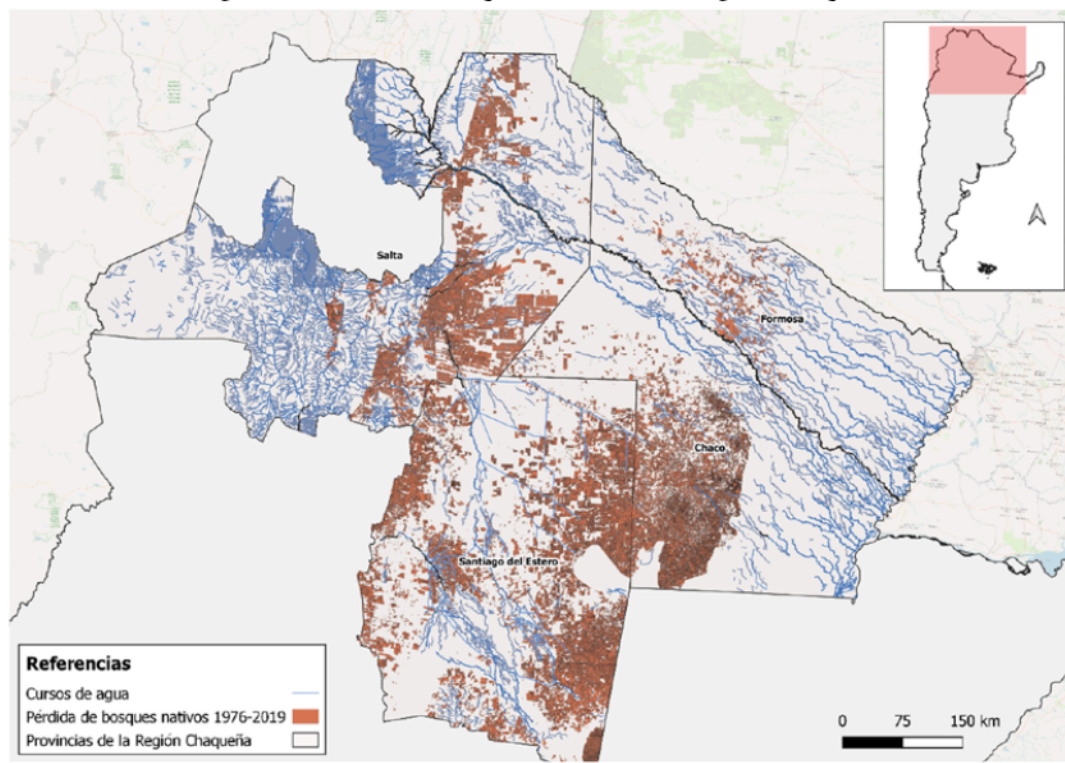 Salta
Formosa
Chaco
Santiago del Estero
Referencias
Cursos de agua
Pérdida de bosques nativos 1976-2019
Provincias de la Región Chaqueña
0 75 150 km